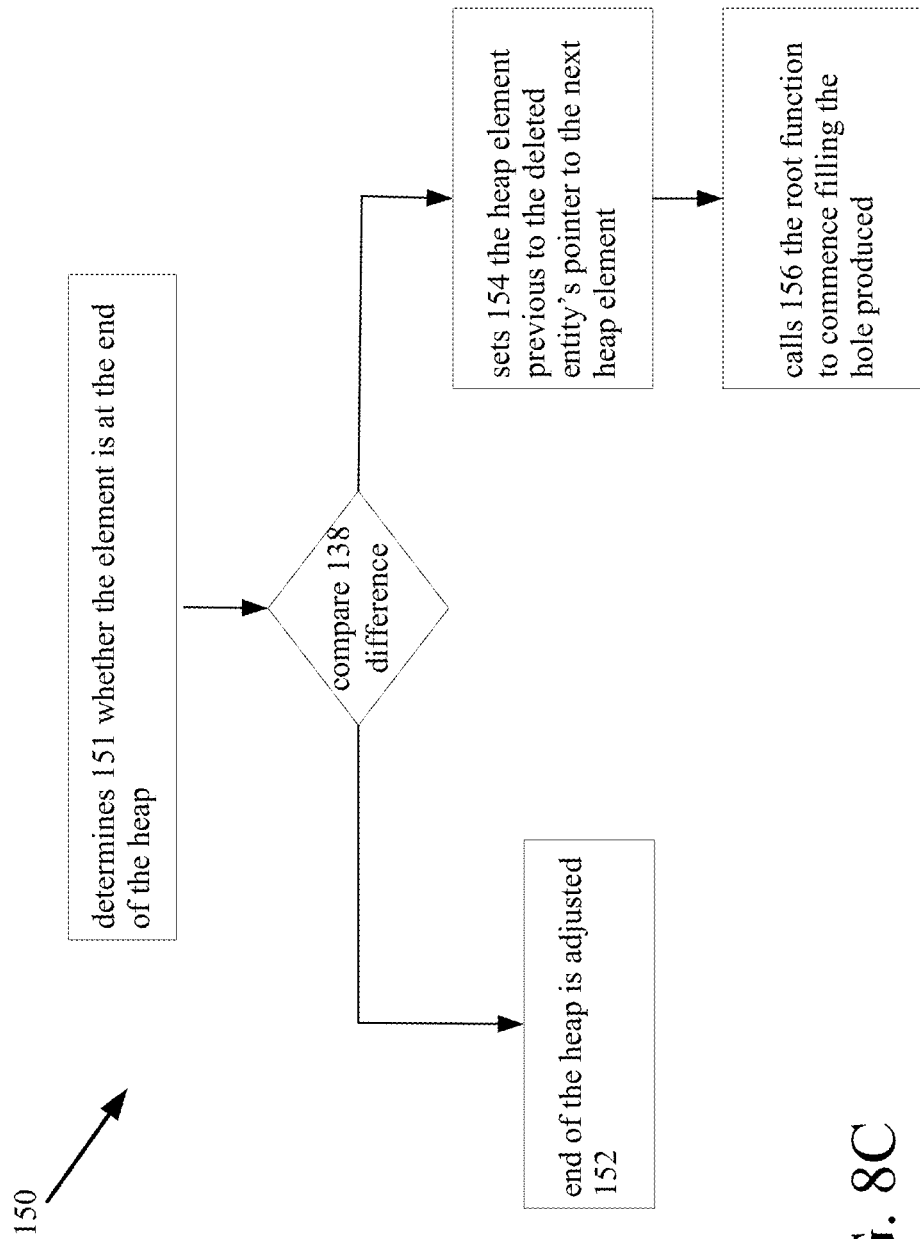 150
determines 151 whether the element is at the end
of the heap
compare 138
difference
end of the heap is adjusted
152
sets 154 the heap element
previous to the deleted
entity's pointer to the next
heap element
calls 156 the root function
to commence filling the
hole produced
8C